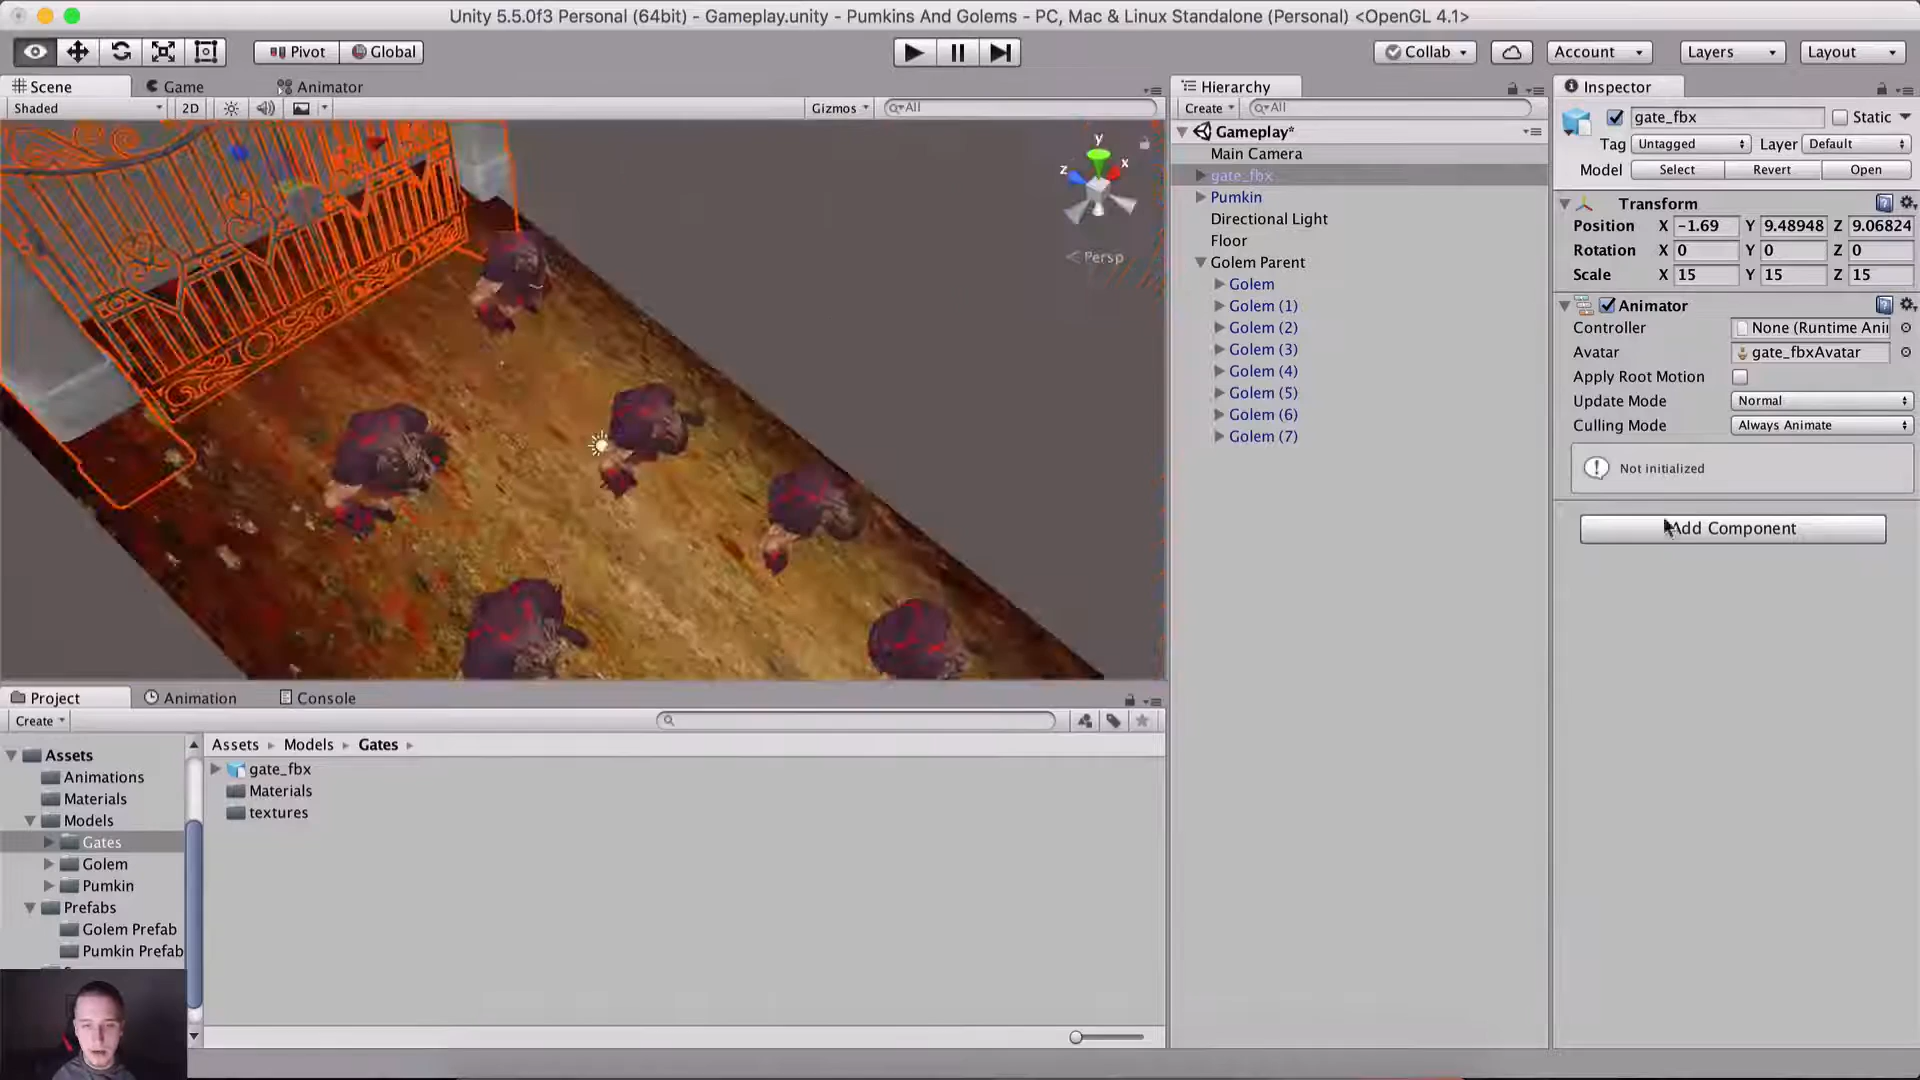 Unity 5.5.0f3 Personal (64bit) - Gameplay.unity - Pumkins And Golems - PC, Mac & Linux Standalone (Personal) <OpenGL 4.1>
Pivot Global Collab Account Layers Layout
Scene Game Animator
Shaded 2D Gizmos All
y
x
z
Persp
Hierarchy
Create All
Gameplay*
Main Camera
gate_fbx
Pumkin
Directional Light
Floor
Golem Parent
Golem
Golem (1)
Golem (2)
Golem (3)
Golem (4)
Golem (5)
Golem (6)
Golem (7)
Inspector
gate_fbx Static
Tag Untagged Layer Default
Model Select Revert Open
Transform
Position X -1.69 Y 9.48948 Z 9.06824
Rotation X 0 Y 0 Z 0
Scale X 15 Y 15 Z 15
Animator
Controller None (Runtime Ani
Avatar gate_fbxAvatar
Apply Root Motion
Update Mode Normal
Culling Mode Always Animate
Not initialized
Add Component
Project Animation Console
Create
Assets
Animations
Materials
Models
Gates
Golem
Pumkin
Prefabs
Golem Prefab
Pumkin Prefab
Assets Models Gates
gate_fbx
Materials
textures